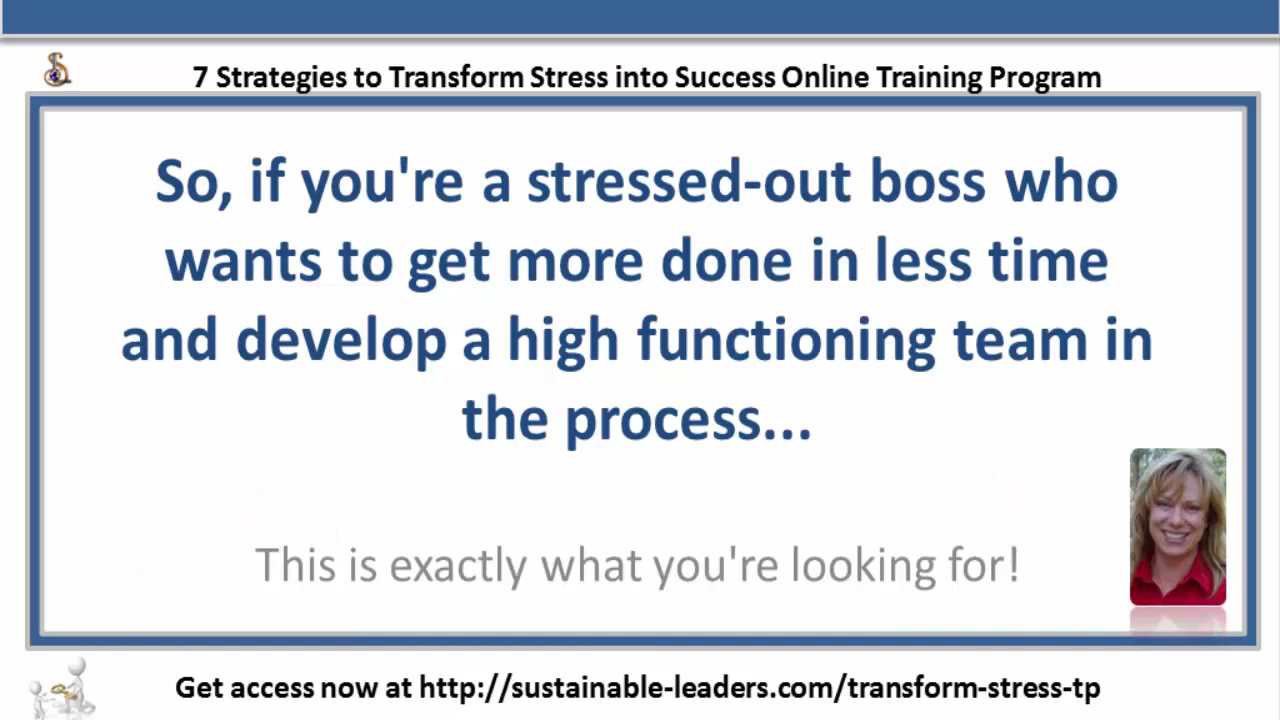 7 Strategies to Transform Stress into Success Online Training Program
So, if you're a stressed-out boss who
wants to get more done in less time
and develop a high functioning team in
the process...
This is exactly what you're looking for!
Get access now at http://sustainable-leaders.com/transform-stress-tp